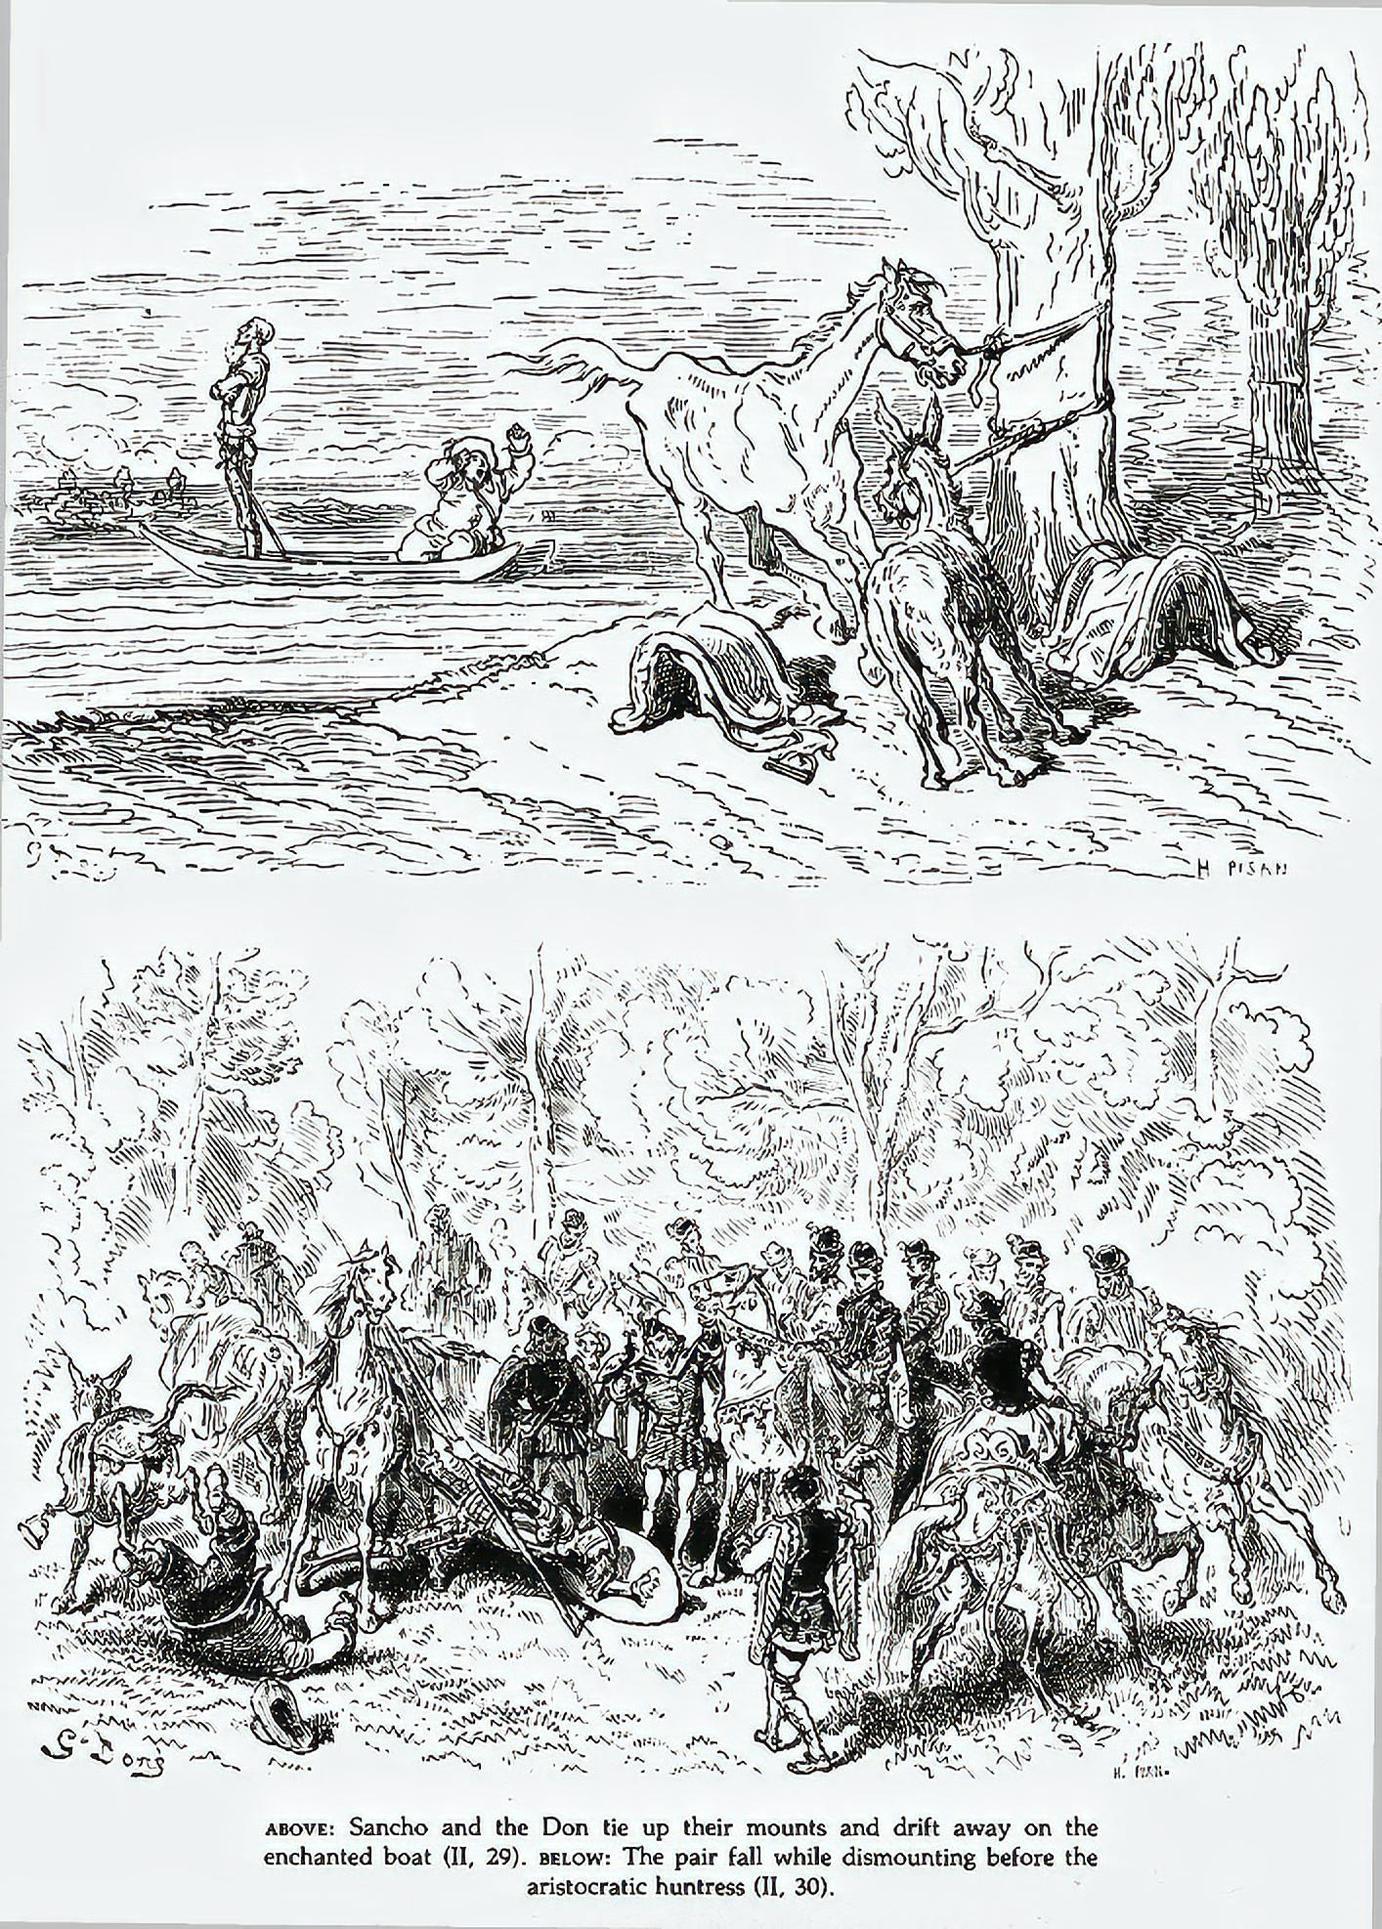 H PISAN
G Doré
ABOVE: Sancho and the Don tie up their mounts and drift away on the
enchanted boat (II, 29). BELOW: The pair fall while dismounting before the
aristocratic huntress (II, 30).